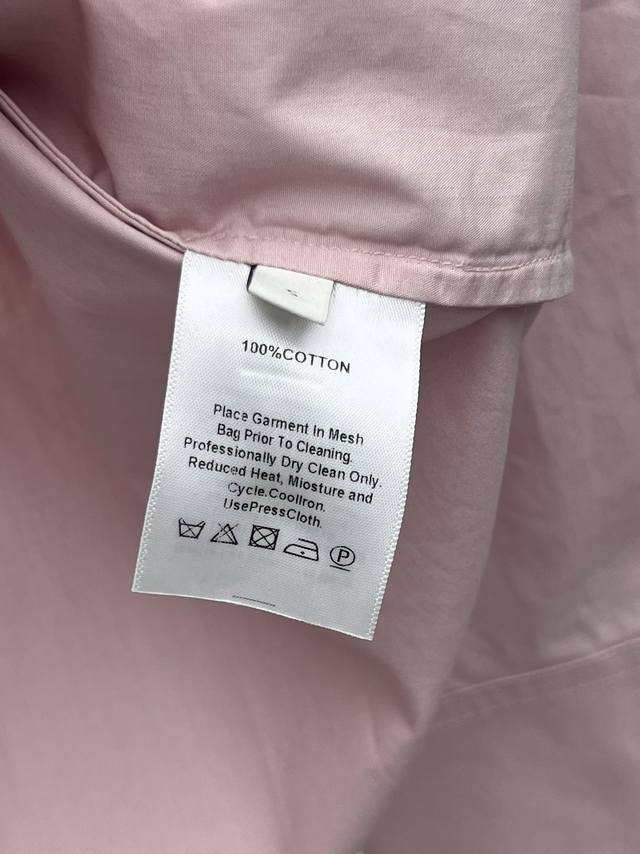 S
100%COTTON
Place Garment In Mesh
Bag Prior To Cleaning.
Professionally Dry Clean Only.
Reduced Heat, Miosture and
Cycle.CoolIron.
UsePressCloth.
P